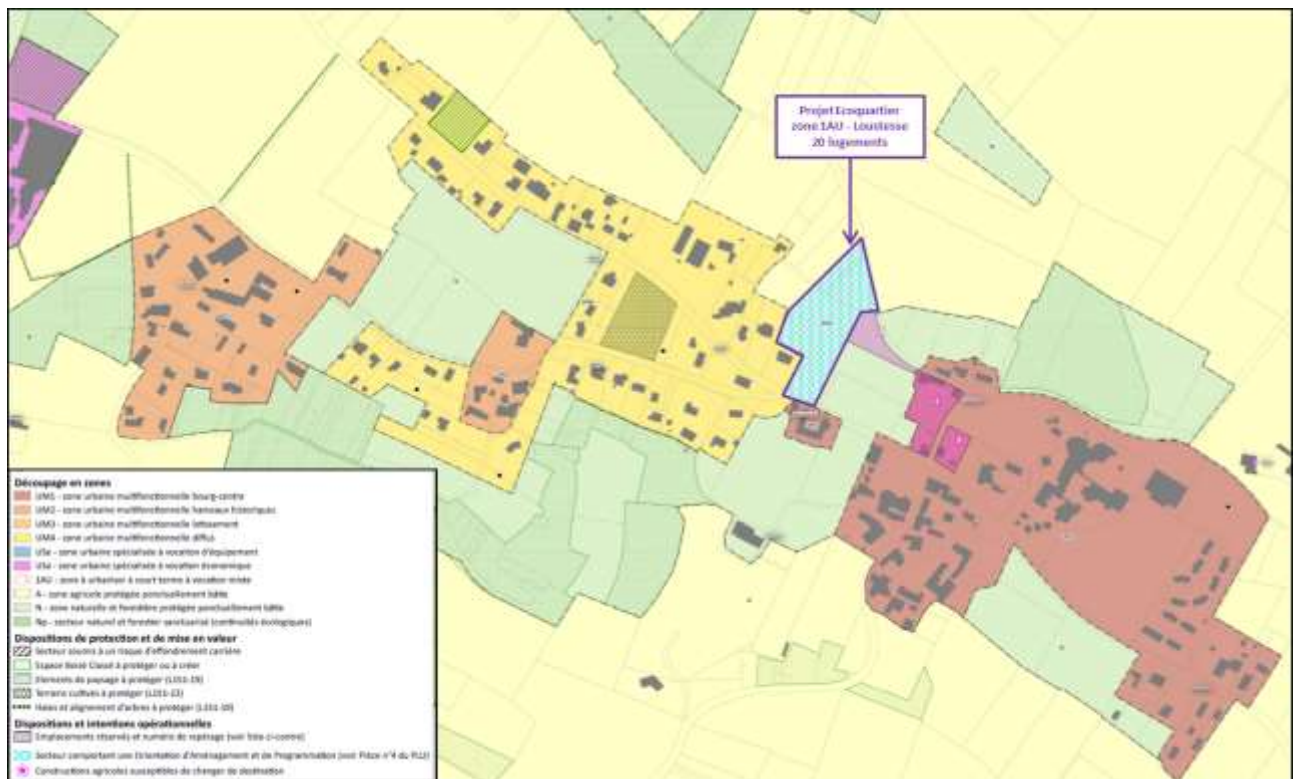 Projet Ecoquartier
zone 1AU - Loustesse
20 logements
Découpage en zones
UM1 - zone urbaine multifonctionnelle bourg-centre
UM2 - zone urbaine multifonctionnelle hameaux historiques
UM3 - zone urbaine multifonctionnelle lotissement
UM4 - zone urbaine multifonctionnelle diffus
USe - zone urbaine spécialisée à vocation d'équipement
USé - zone urbaine spécialisée à vocation économique
1AU - zone à urbaniser à court terme à vocation mixte
A - zone agricole protégée ponctuellement bâtie
N - zone naturelle et forestière protégée ponctuellement bâtie
Np - secteur naturel et forestier sanctuarisé (continuités écologiques)
Dispositions de protection et de mise en valeur
Secteur soumis à un risque d'effondrement carrière
Espace Boisé Classé à protéger ou à créer
Elements de paysage à protéger (L151-19)
Terrains cultivés à protéger (L151-23)
Haies et alignement d'arbres à protéger (L151-19)
Dispositions et intentions opérationnelles
Emplacements réservés et numéro de repérage (voir liste ci-contre)
Secteur comportant une Orientation d'Aménagement et de Programmation (voir Pièce n°4 du PLU)
Constructions agricoles susceptibles de changer de destination